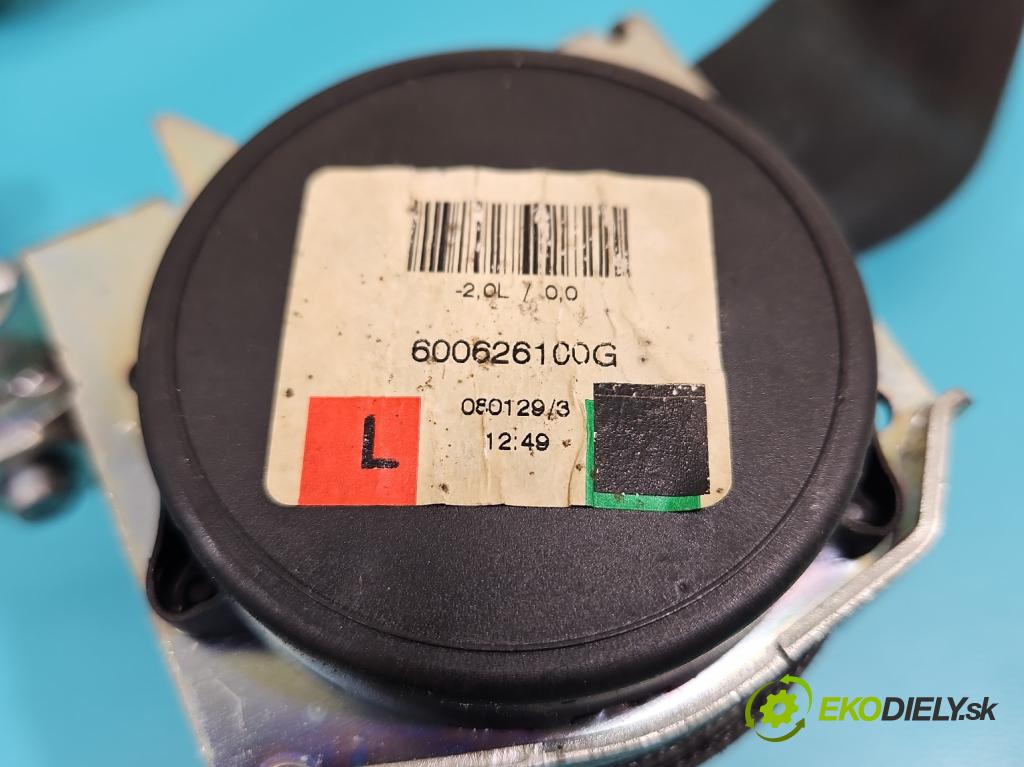 -2,0L / 0,0
600626100G
080129/3
12:49
L
EKODIELY.sk